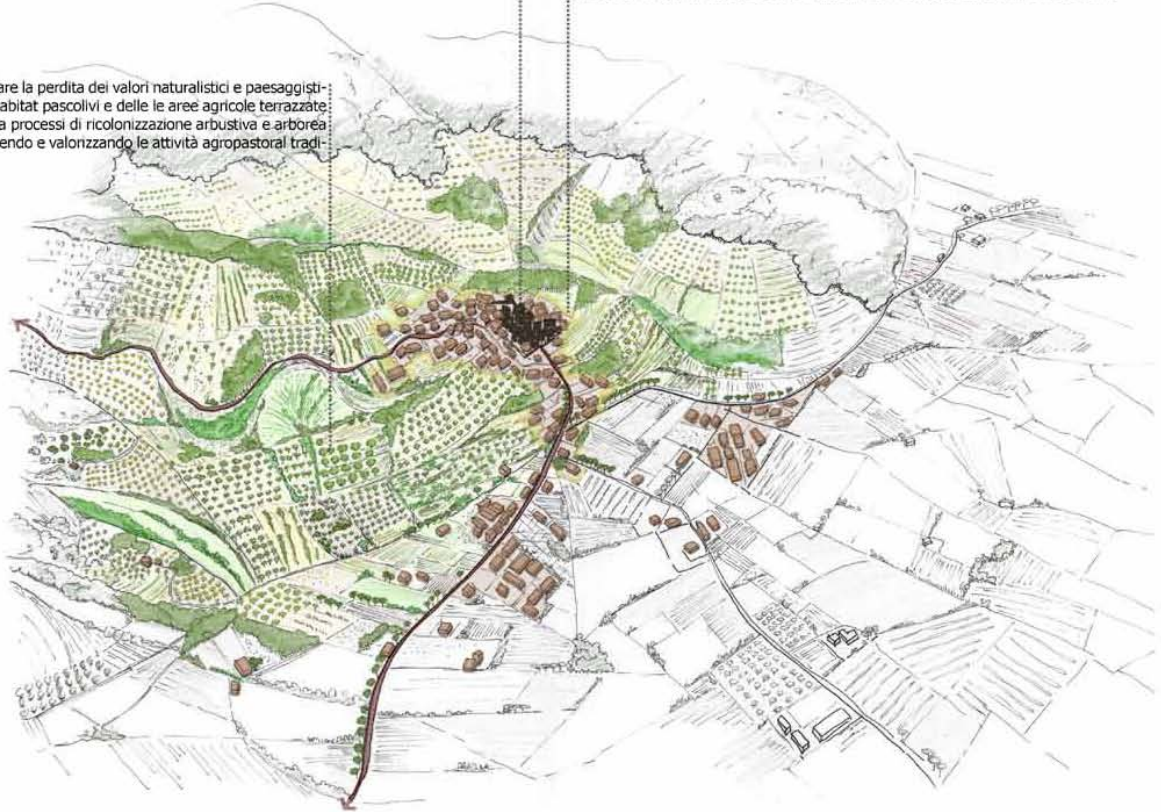 are la perdita dei valori naturalistici e paesaggisti-
abitat pascolivi e delle le aree agricole terrazzate
a processi di ricolonizzazione arbustiva e arborea
endo e valorizzando le attività agropastoral tradi-